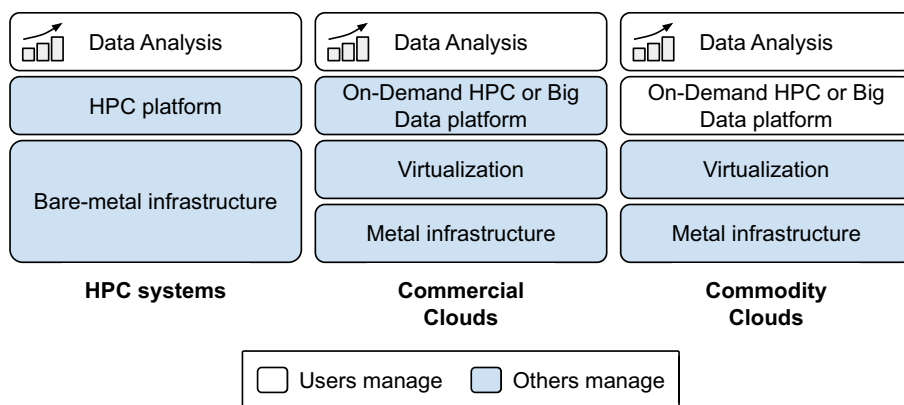 Data Analysis
HPC platform
Bare-metal infrastructure
HPC systems
Data Analysis
On-Demand HPC or Big
Data platform
Virtualization
Metal infrastructure
Commercial
Clouds
Data Analysis
On-Demand HPC or Big
Data platform
Virtualization
Metal infrastructure
Commodity
Clouds
Users manage
Others manage